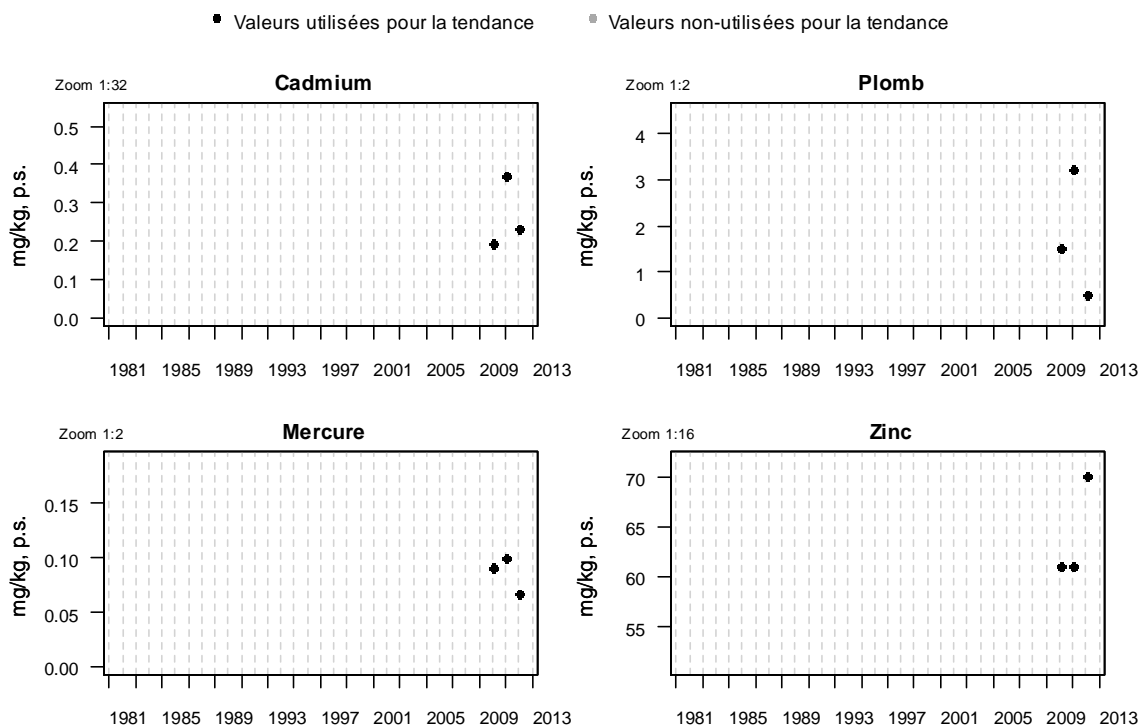 Valeurs utilisées pour la tendance Valeurs non-utilisées pour la tendance
Zoom 1:32 Cadmium
mg/kg, p.s.
0.5
0.4
0.3
0.2
0.1
0.0
1981 1985 1989 1993 1997 2001 2005 2009 2013
Zoom 1:2 Plomb
mg/kg, p.s.
4
3
2
1
0
1981 1985 1989 1993 1997 2001 2005 2009 2013
Zoom 1:2 Mercure
mg/kg, p.s.
0.15
0.10
0.05
0.00
1981 1985 1989 1993 1997 2001 2005 2009 2013
Zoom 1:16 Zinc
mg/kg, p.s.
70
65
60
55
1981 1985 1989 1993 1997 2001 2005 2009 2013